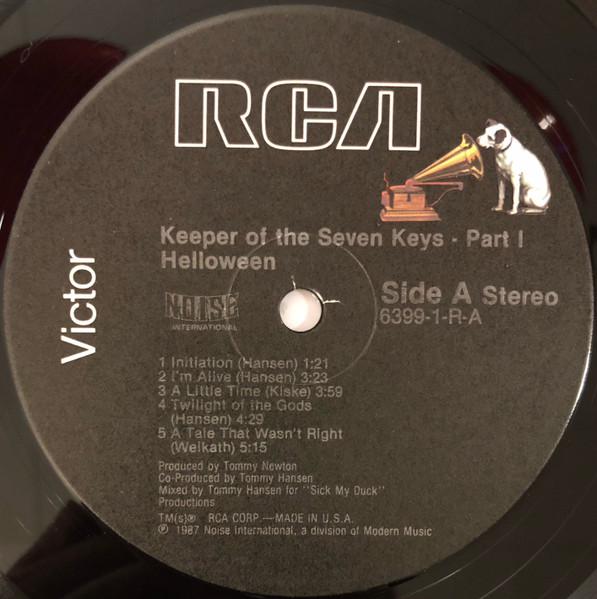 RCA
Victor
Keeper of the Seven Keys - Part I
Helloween
NOISE
INTERNATIONAL
Side A Stereo
6399-1-R-A
1 Initiation (Hansen) 1:21
2 I'm Alive (Hansen) 3:23
3 A Little Time (Kiske) 3:59
4 Twilight of the Gods
(Hansen) 4:29
5 A Tale That Wasn't Right
(Weikath) 5:15
Produced by Tommy Newton
Co-Produced by Tommy Hansen
Mixed by Tommy Hansen for "Sick My Duck"
Productions
TM(s)® RCA CORP.—MADE IN U.S.A.
℗ 1987 Noise International, a division of Modern Music